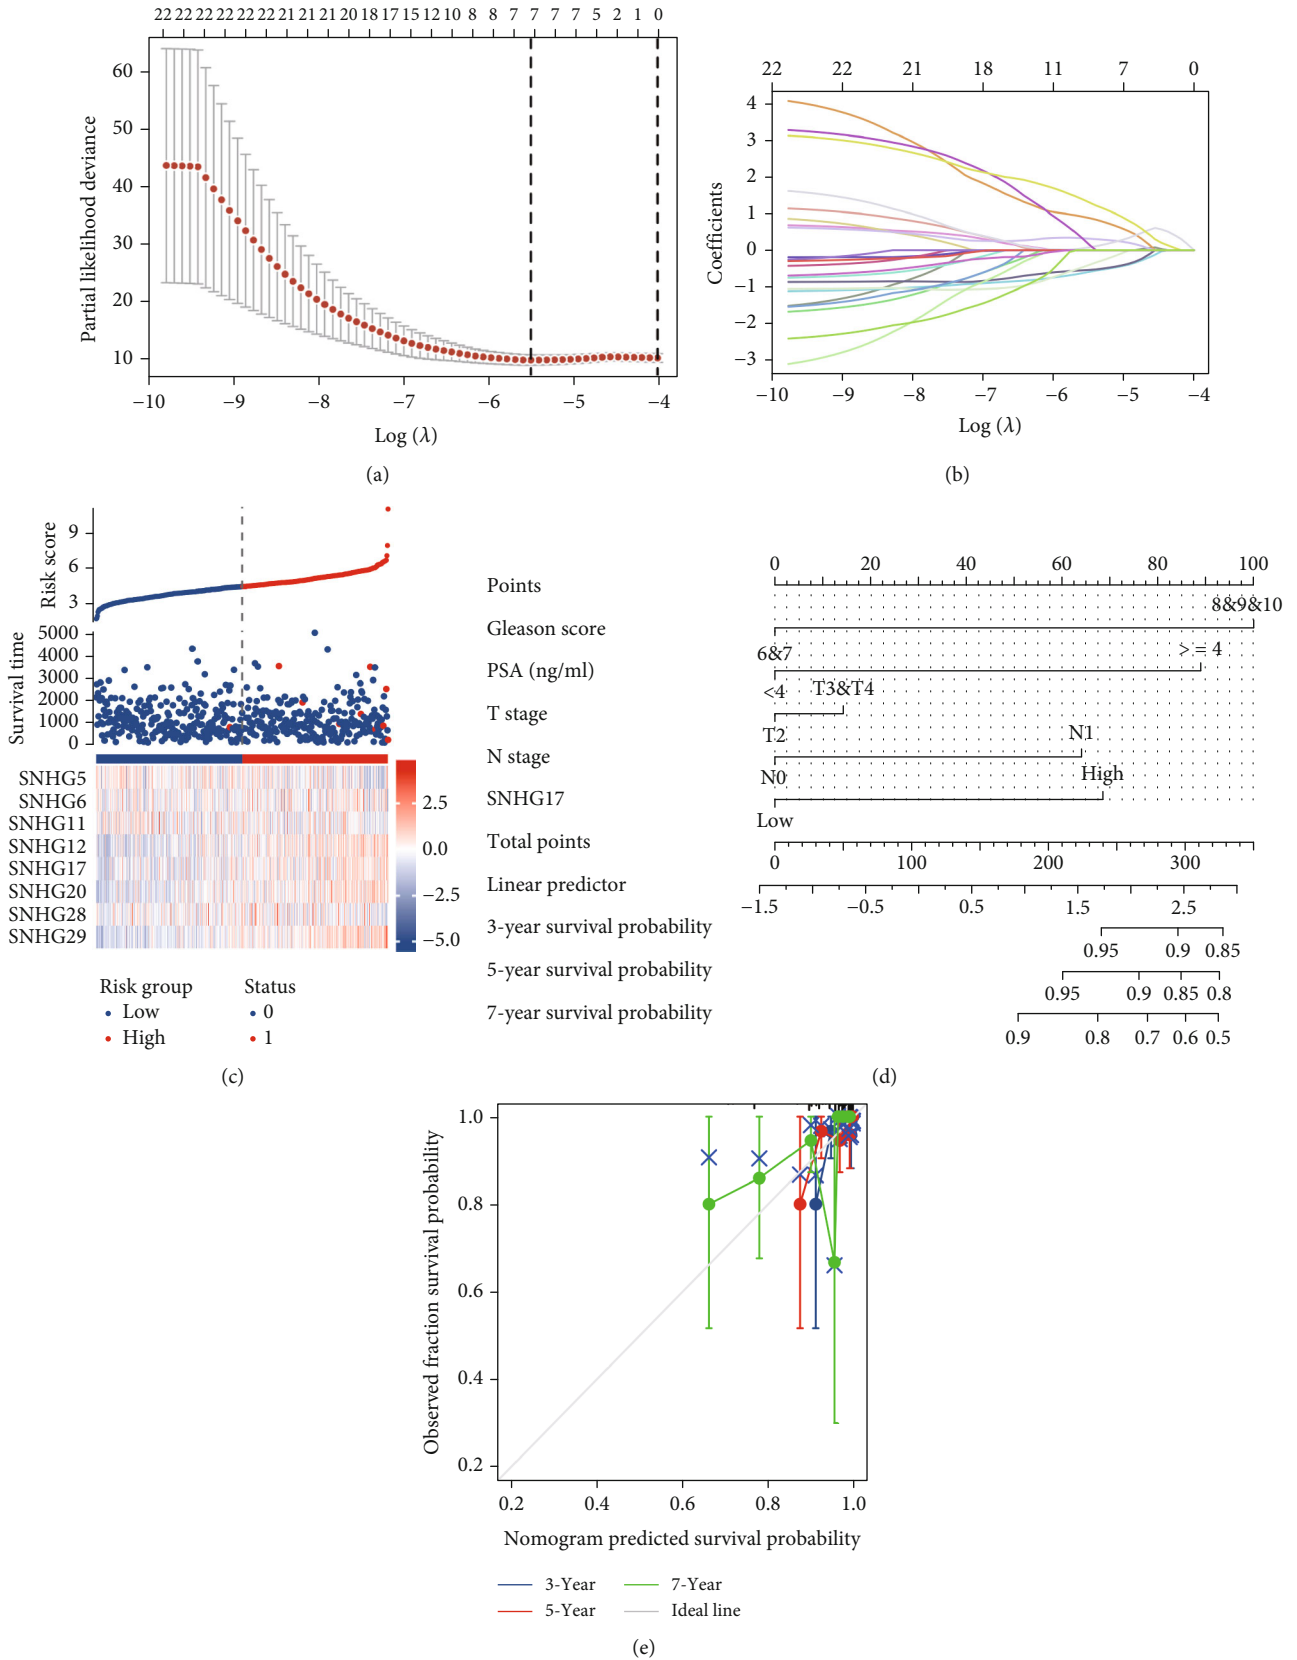 22 22 22 22 22 22 21 21 21 20 18 17 14 12 10 8 8 7 7 7 7 5 2 1 0
60
50
40
30
20
10
Partial likelihood deviance
−10 −9 −8 −7 −6 −5 −4
Log (λ)
(a)
22 22 21 18 11 7 0
4
3
2
1
0
−1
−2
−3
Coefficients
−10 −9 −8 −7 −6 −5 −4
Log (λ)
(b)
Risk score
9
6
3
Survival time
5000
4000
3000
2000
1000
0
SNHG5
SNHG6
SNHG11
SNHG12
SNHG17
SNHG20
SNHG28
SNHG29
2.5
0.0
−2.5
−5.0
Risk group Status
Low 0
High 1
(c)
0 20 40 60 80 100
Points
8&9&10
Gleason score
6&7 > = 4
PSA (ng/ml)
<4 T3&T4
T stage
T2 N1
N stage
N0 High
SNHG17
Low
Total points
0 100 200 300
Linear predictor
−1.5 −0.5 0.5 1.5 2.5
3-year survival probability
0.95 0.9 0.85
5-year survival probability
0.95 0.9 0.85 0.8
7-year survival probability
0.9 0.8 0.7 0.6 0.5
(d)
1.0
0.8
0.6
0.4
0.2
Observed fraction survival probability
0.2 0.4 0.6 0.8 1.0
Nomogram predicted survival probability
3-Year 7-Year
5-Year Ideal line
(e)